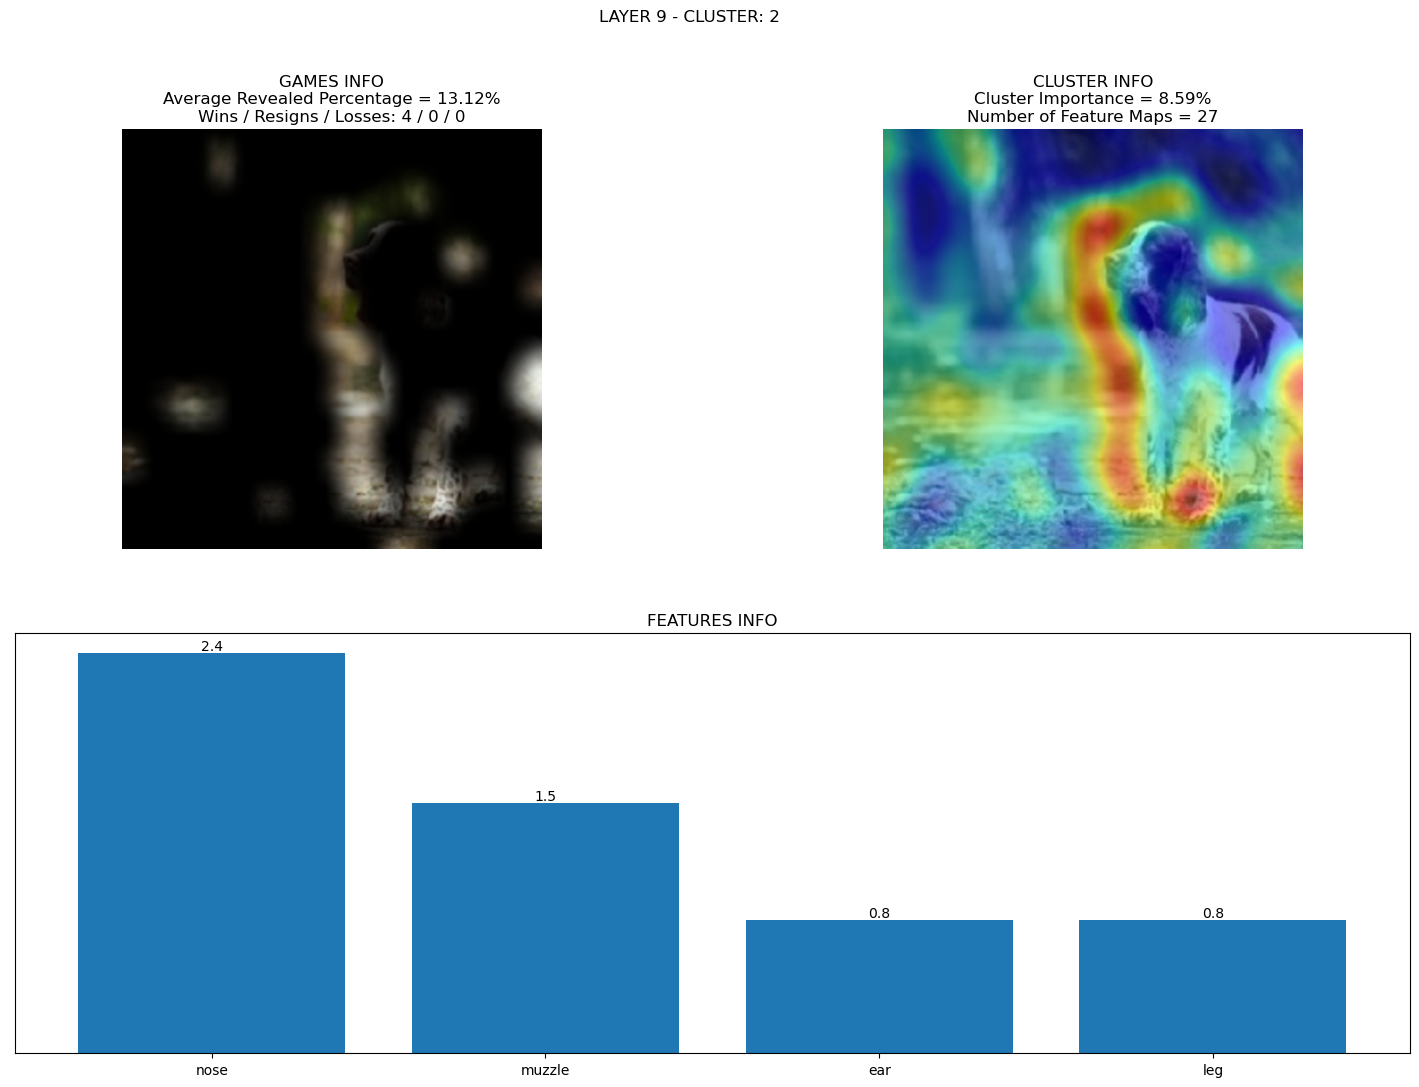 LAYER 9 - CLUSTER: 2
GAMES INFO
Average Revealed Percentage = 13.12%
Wins / Resigns / Losses: 4 / 0 / 0
CLUSTER INFO
Cluster Importance = 8.59%
Number of Feature Maps = 27
FEATURES INFO
2.4
1.5
0.8
0.8
nose
muzzle
ear
leg